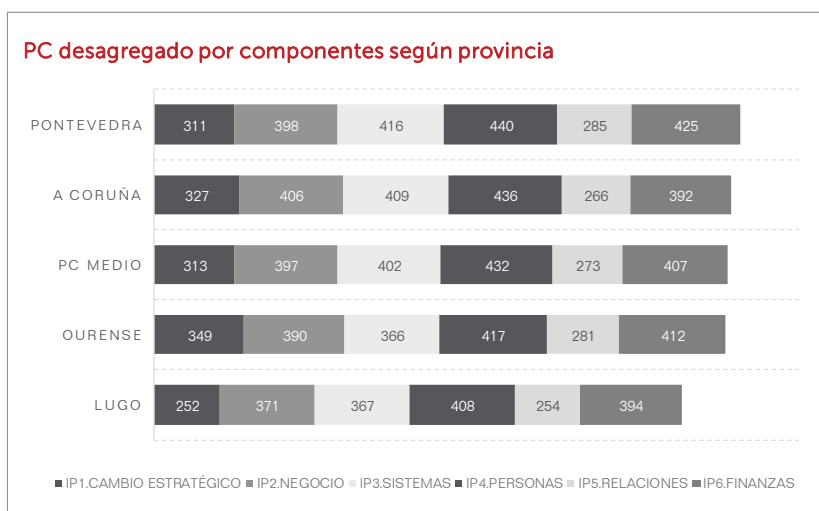 PC desagregado por componentes según provincia
PONTEVEDRA 311 398 416 440 285 425
A CORUÑA 327 406 409 436 266 392
PC MEDIO 313 397 402 432 273 407
OURENSE 349 390 366 417 281 412
LUGO 252 371 367 408 254 394
IP1.CAMBIO ESTRATÉGICO IP2.NEGOCIO IP3.SISTEMAS IP4.PERSONAS IP5.RELACIONES IP6.FINANZAS